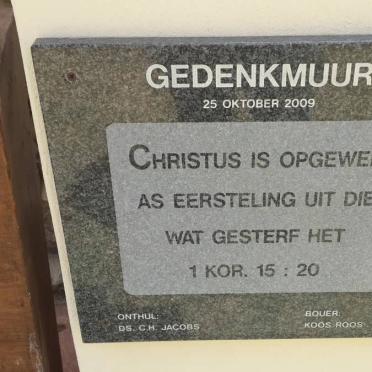 GEDENKMUUR
25 OKTOBER 2009
CHRISTUS IS
AS EERSTELING UIT DIE
WAT GESTERF HET
1 KOR. 15 : 20
ONTHUL:
DS. C.H. JACOBS
BOUER:
KOOS ROOS